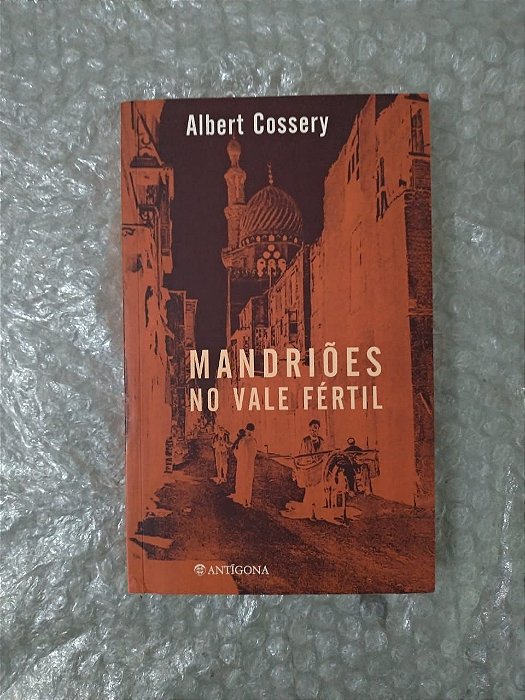 Albert Cossery
MANDRIÕES
NO VALE FÉRTIL
ANTÍGONA